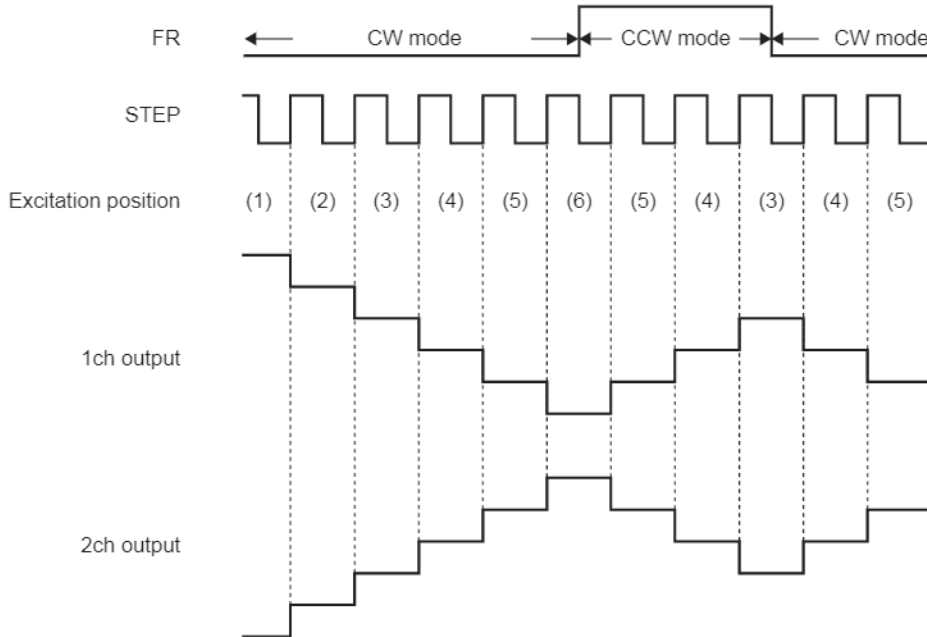 FR CW mode CCW mode CW mode
STEP
Excitation position (1) (2) (3) (4) (5) (6) (5) (4) (3) (4) (5)
1ch output
2ch output